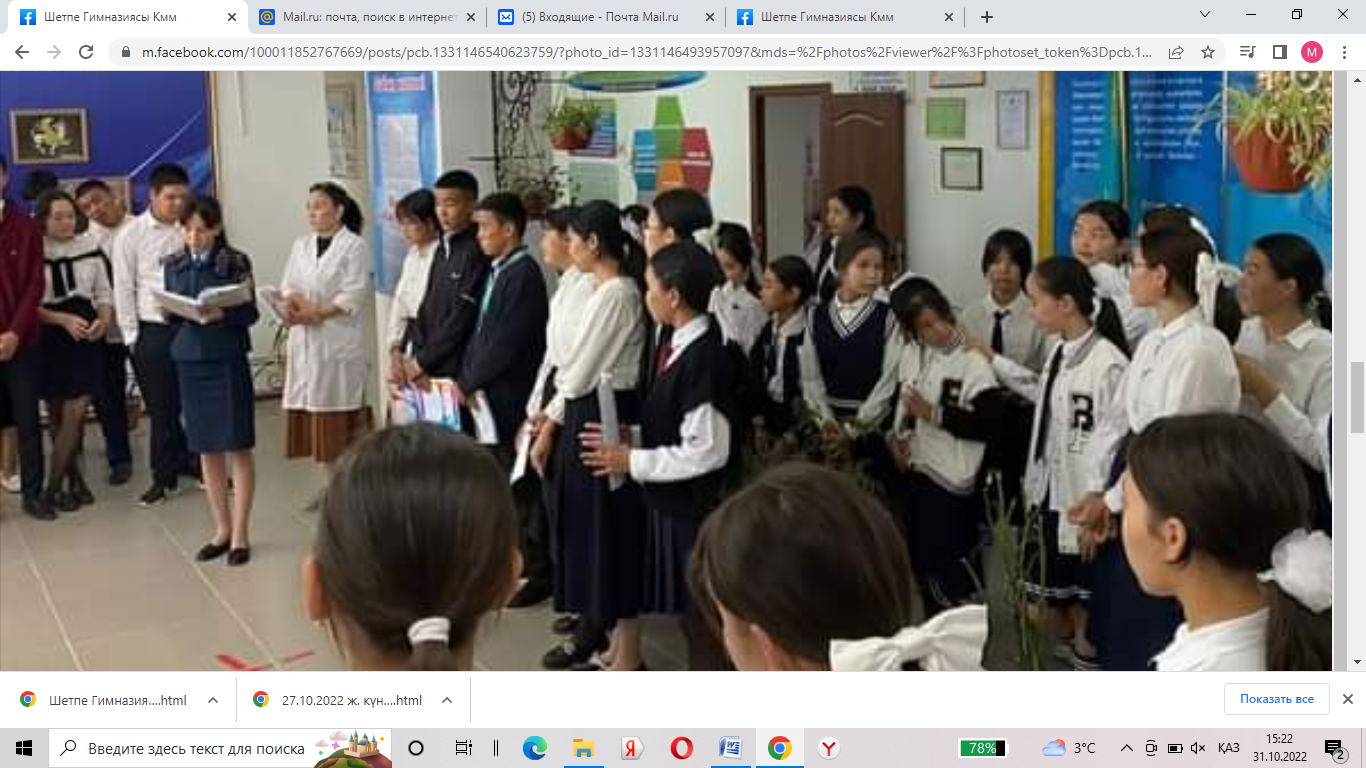 Шетпе Гимназиясы Кмм
Mail.ru: почта, поиск в интернет
(5) Входящие - Почта Mail.ru
Шетпе Гимназиясы Кмм
m.facebook.com/100011852767669/posts/pcb.1331146540623759/?photo_id=1331146493957097&mds=%2Fphotos%2Fviewer%2F%3Fphotoset_token%3Dpcb.1...
M
B
Шетпе Гимназия....html
27.10.2022 ж. күн....html
Показать все
Введите здесь текст для поиска
78%
3°C
ҚАЗ
15:22
31.10.2022
2